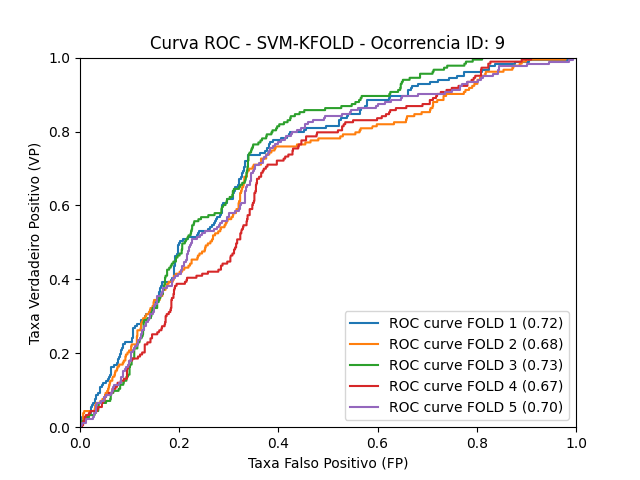 Curva ROC - SVM-KFOLD - Ocorrencia ID: 9
Taxa Verdadeiro Positivo (VP)
1.0
0.8
0.6
0.4
0.2
0.0
ROC curve FOLD 1 (0.72)
ROC curve FOLD 2 (0.68)
ROC curve FOLD 3 (0.73)
ROC curve FOLD 4 (0.67)
ROC curve FOLD 5 (0.70)
0.0 0.2 0.4 0.6 0.8 1.0
Taxa Falso Positivo (FP)